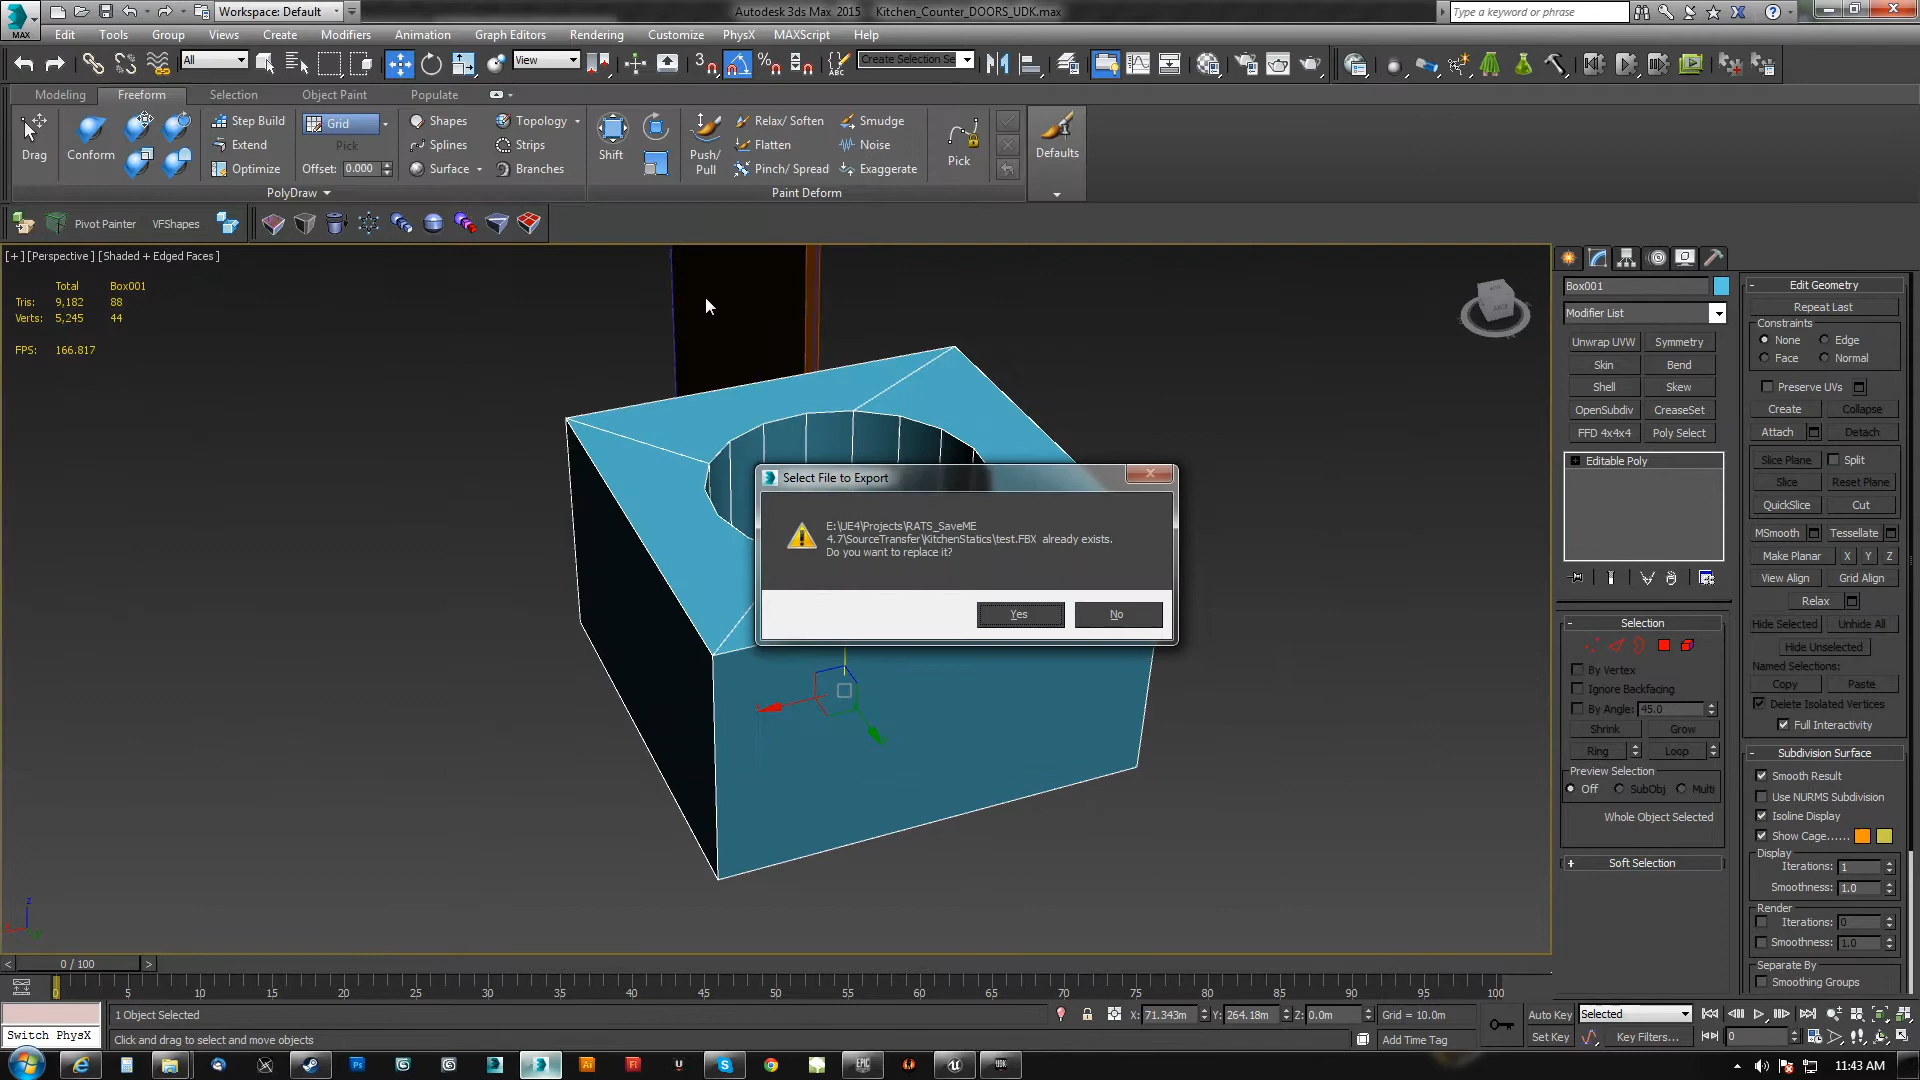 Workspace: Default
Autodesk 3ds Max 2015 Kitchen_Counter_DOORS_UDK.max
Type a keyword or phrase
MAX
Edit Tools Group Views Create Modifiers Animation Graph Editors Rendering Customize PhysX MAXScript Help
All View Create Selection Se
Modeling Freeform Selection Object Paint Populate
Drag Conform Step Build Extend Optimize
Grid Pick Offset: 0.000
Shapes Splines Surface
Topology Strips Branches
Shift Push/ Pull
Relax/ Soften Flatten Pinch/ Spread
Smudge Noise Exaggerate
Pick Defaults
PolyDraw Paint Deform
Pivot Painter VFShapes
[+] [Perspective ] [Shaded + Edged Faces ]
Total Box001
Tris: 9,182 88
Verts: 5,245 44
FPS: 166.817
Select File to Export
E:\UE4\Projects\RATS_SaveME
4.7\SourceTransfer\KitchenStatics\test.FBX already exists.
Do you want to replace it?
Yes No
Box001
Modifier List
Unwrap UVW Symmetry
Skin Bend
Shell Skew
OpenSubdiv CreaseSet
FFD 4x4x4 Poly Select
Editable Poly
Selection
By Vertex
Ignore Backfacing
By Angle: 45.0
Shrink Grow
Ring Loop
Preview Selection
Off SubObj Multi
Whole Object Selected
Soft Selection
Edit Geometry
Repeat Last
Constraints
None Edge
Face Normal
Preserve UVs
Create Collapse
Attach Detach
Slice Plane Split
Slice Reset Plane
QuickSlice Cut
MSmooth Tessellate
Make Planar X Y Z
View Align Grid Align
Relax
Hide Selected Unhide All
Hide Unselected
Named Selections:
Copy Paste
Delete Isolated Vertices
Full Interactivity
Subdivision Surface
Smooth Result
Use NURMS Subdivision
Isoline Display
Show Cage......
Display
Iterations: 1
Smoothness: 1.0
Render
Iterations: 0
Smoothness: 1.0
Separate By
Smoothing Groups
z
0 / 100
0 5 10 15 20 25 30 35 40 45 50 55 60 65 70 75 80 85 90 95 100
1 Object Selected
X: 71.343m Y: 264.18m Z: 0.0m Grid = 10.0m
Auto Key Selected
Switch PhysX
Click and drag to select and move objects
Add Time Tag
Set Key Key Filters... 0
11:43 AM